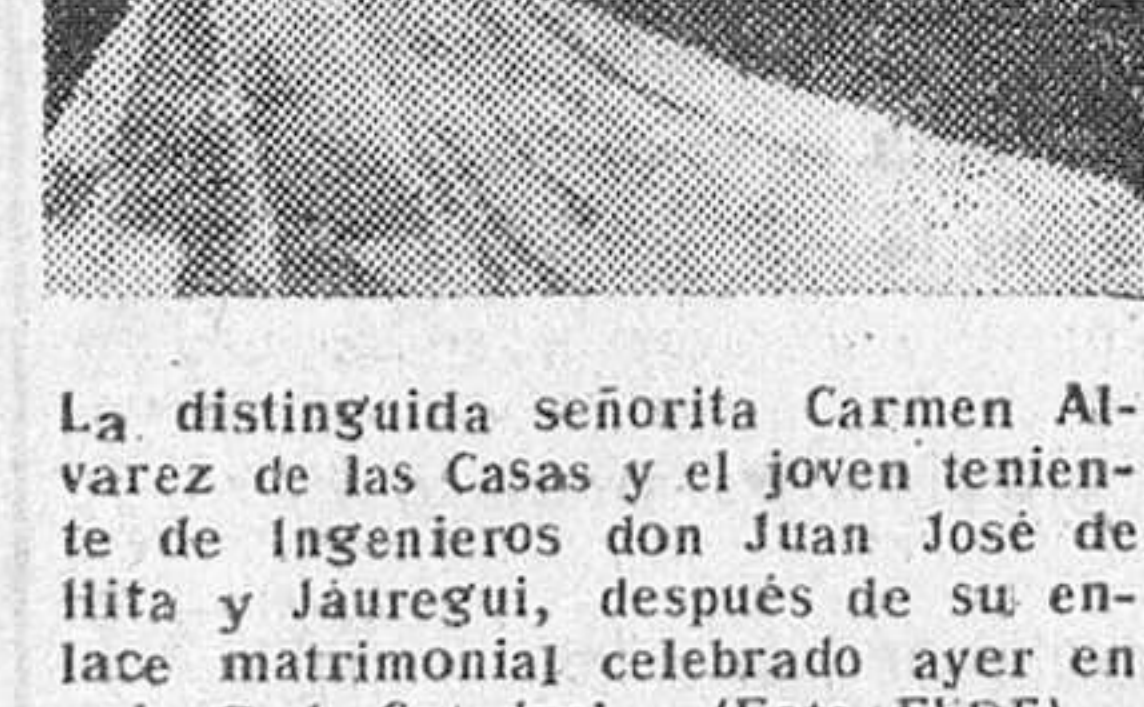 La distinguida señorita Carmen Al-
varez de las Casas y el joven tenien-
te de Ingenieros don Juan José de
Hita y Jáuregui, después de su en-
lace matrimonial celebrado ayer en